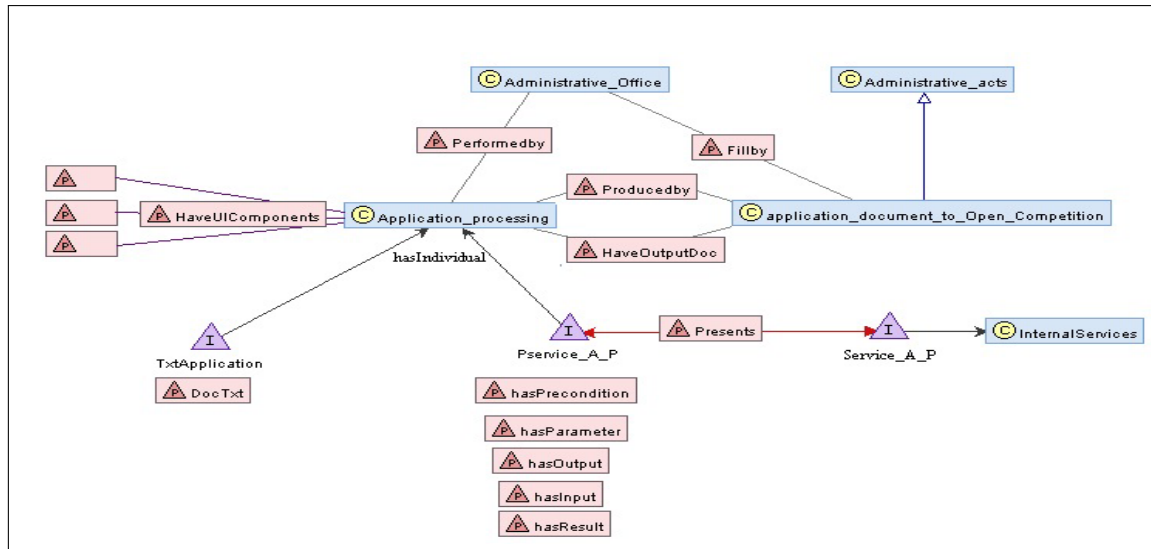 C Administrative_Office
C Administrative_acts
P Performedby
P Fillby
P
P Producedby
P
P HaveUIComponents
C Application_processing
C application_document_to_Open_Competition
P
P HaveOutputDoc
hasIndividual
I
I
P Presents
I
C InternalServices
TxtApplication
Pservice_A_P
Service_A_P
P DocTxt
P hasPrecondition
P hasParameter
P hasOutput
P hasInput
P hasResult